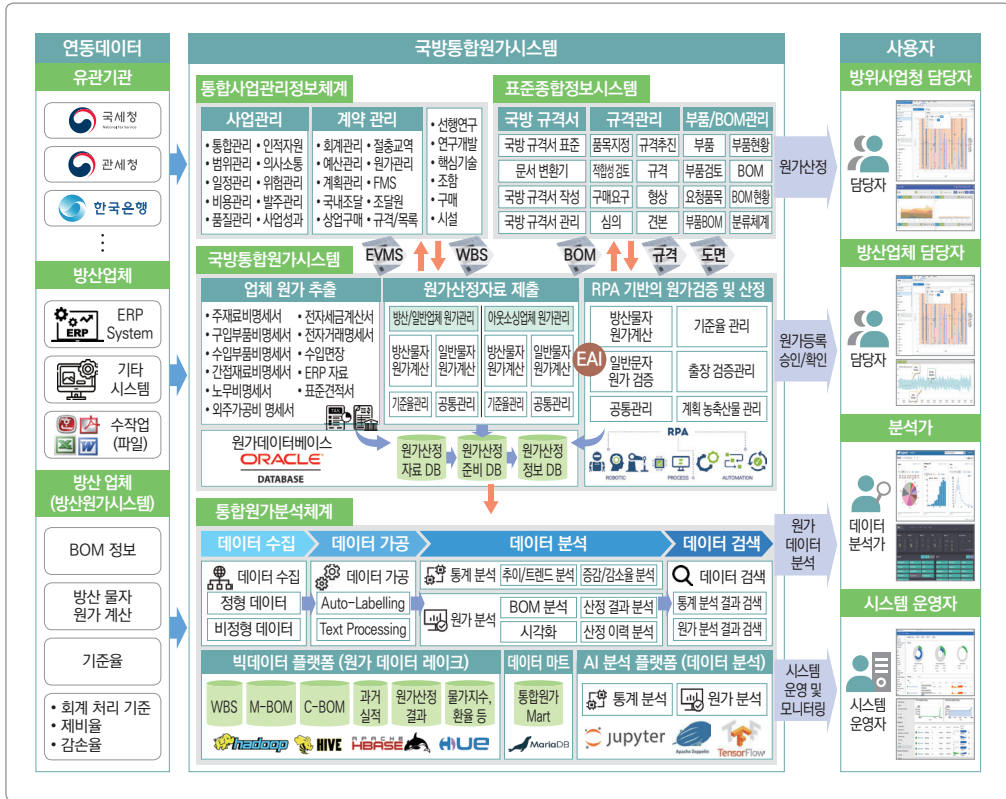 연동데이터
유관기관
국세청
National Tax Service
관세청
한국은행
방산업체
ERP
ERP
System
기타
시스템
수작업
(파일)
방산 업체
(방산원가시스템)
BOM 정보
방산 물자
원가 계산
기준율
• 회계 처리 기준
• 제비율
• 감손율
국방통합원가시스템
통합사업관리정보체계
사업관리
• 통합관리 • 인적자원
• 범위관리 • 의사소통
• 일정관리 • 위험관리
• 비용관리 • 발주관리
• 품질관리 • 사업성과
계약 관리
• 회계관리 • 절충교역
• 예산관리 • 원가관리
• 계획관리 • FMS
• 국내조달 • 조달원
• 상업구매 • 규격/목록
• 선행연구
• 연구개발
• 핵심기술
• 조함
• 구매
• 시설
표준종합정보시스템
국방 규격서
국방 규격서 표준
문서 변환기
국방 규격서 작성
국방 규격서 관리
규격관리
품목지정 규격추진
적합성 검토 규격
구매요구 형상
심의 견본
부품/BOM관리
부품 부품현황
부품검토 BOM
요청품목 BOM현황
부품BOM 분류체계
EVMS
WBS
BOM
규격
도면
국방통합원가시스템
업체 원가 추출
• 주재료비명세서 • 전자세금계산서
• 구입부품비명세서 • 전자거래명세서
• 수입부품비명세서 • 수입면장
• 간접재료비명세서 • ERP 자료
• 노무비명세서 • 표준견적서
• 외주가공비 명세서
TAX
원가산정자료 제출
방산/일반업체 원가관리
아웃소싱업체 원가관리
방산물자
원가계산
일반물자
원가계산
방산물자
원가계산
일반물자
원가계산
기준율관리 공통관리 기준율관리 공통관리
EAI
RPA 기반의 원가검증 및 산정
방산물자
원가계산
기준율 관리
일반문자
원가 검증
출장 검증관리
공통관리
계획 농축산물 관리
RPA
ROBOTIC PROCESS AUTOMATION
원가데이터베이스
ORACLE
DATABASE
원가산정
자료 DB
원가산정
준비 DB
원가산정
정보 DB
통합원가분석체계
데이터 수집
데이터 가공
데이터 분석
데이터 검색
데이터 수집
정형 데이터
비정형 데이터
데이터 가공
Auto-Labelling
Text Processing
통계 분석 추이/트렌드 분석 증감/감소율 분석
원가 분석
BOM 분석 산정 결과 분석
시각화 산정 이력 분석
데이터 검색
통계 분석 결과 검색
원가 분석 결과 검색
빅데이터 플랫폼 (원가 데이터 레이크)
WBS
M-BOM
C-BOM
과거
실적
원가산정
결과
물가지수,
환율 등
hadoop
HIVE
APACHE
HBASE
HUE
데이터 마트
통합원가
Mart
MariaDB
AI 분석 플랫폼 (데이터 분석)
통계 분석
원가 분석
jupyter
Apache Zeppelin
TensorFlow
원가산정
원가등록
승인/확인
원가
데이터
분석
시스템
운영 및
모니터링
사용자
방위사업청 담당자
담당자
방산업체 담당자
담당자
분석가
데이터
분석가
시스템 운영자
시스템
운영자